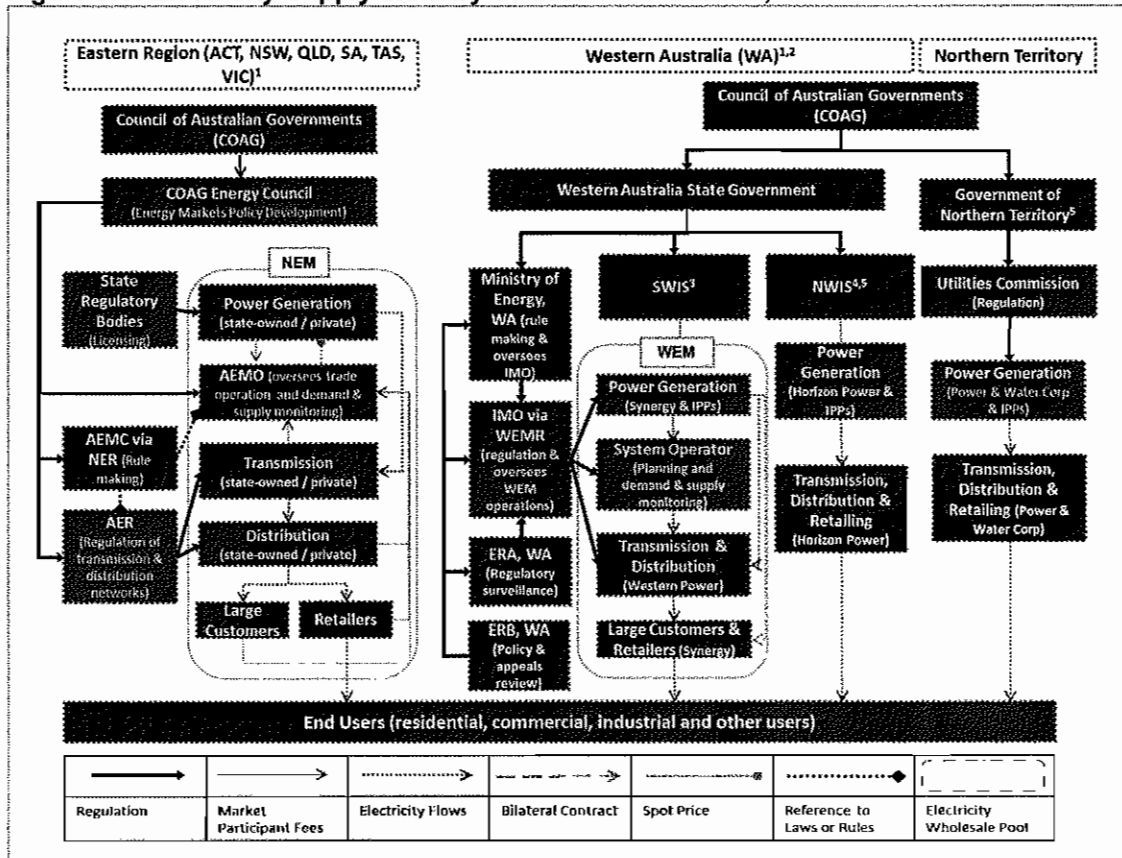 Eastern Region (ACT, NSW, QLD, SA, TAS,
VIC)¹
Council of Australian Governments
(COAG)
COAG Energy Council
(Energy Markets Policy Development)
NEM
State
Regulatory
Bodies
(Licensing)
Power Generation
(state-owned / private)
AEMO (oversees trade
operation and demand &
supply monitoring)
AEMC via
NER (Rule
making)
Transmission
(state-owned / private)
AER
(Regulation of
transmission &
distribution
networks)
Distribution
(state-owned / private)
Large
Customers
Retailers
Western Australia (WA)¹,²
Northern Territory
Council of Australian Governments
(COAG)
Western Australia State Government
Government of
Northern Territory⁵
Ministry of
Energy,
WA (rule
making &
oversees
IMO)
SWIS³
NWIS⁴,⁵
Utilities Commission
(Regulation)
WEM
IMO via
WEMR
(regulation &
oversees
WEM
operations)
Power Generation
(Synergy & IPPs)
System Operator
(Planning and
demand & supply
monitoring)
Power
Generation
(Horizon Power &
IPPs)
Power Generation
(Power & Water Corp
& IPPs)
ERA, WA
(Regulatory
surveillance)
Transmission &
Distribution
(Western Power)
Transmission,
Distribution &
Retailing
(Horizon Power)
Transmission,
Distribution &
Retailing (Power &
Water Corp)
ERB, WA
(Policy &
appeals
review)
Large Customers &
Retailers (Synergy)
End Users (residential, commercial, industrial and other users)
Regulation
Market
Participant Fees
Electricity Flows
Bilateral Contract
Spot Price
Reference to
Laws or Rules
Electricity
Wholesale Pool